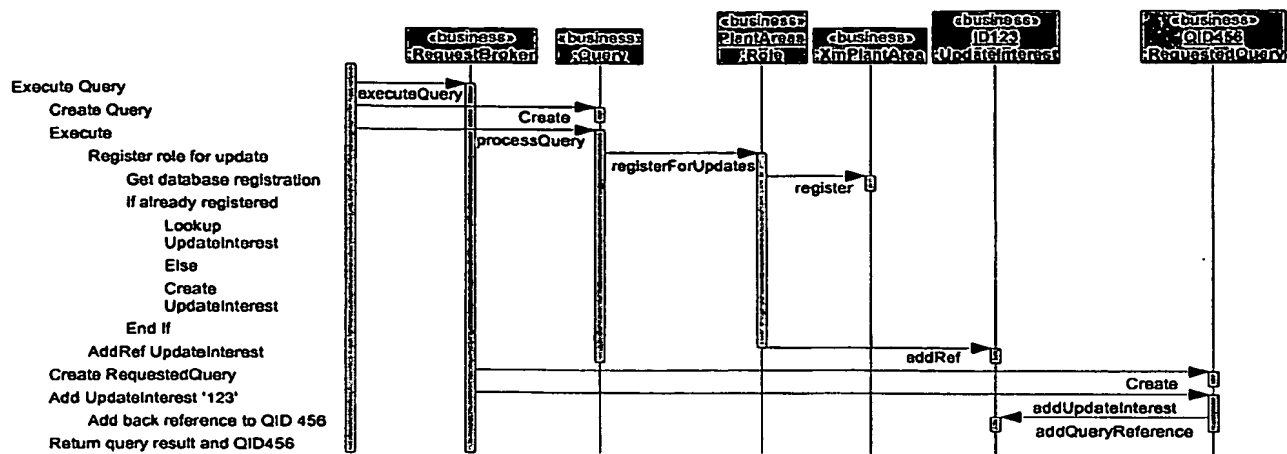 «business»
:RequestBroker
«business»
:Query
«business»
PlantAreas
:Role
«business»
:XmPlantArea
«business»
ID123
:UpdateInterest
«business»
QID456
:RequestedQuery
Execute Query
executeQuery
Create Query
Create
Execute
processQuery
Register role for update
registerForUpdates
Get database registration
register
If already registered
Lookup
UpdateInterest
Else
Create
UpdateInterest
End If
AddRef UpdateInterest
addRef
Create RequestedQuery
Create
Add UpdateInterest '123'
addUpdateInterest
Add back reference to QID 456
addQueryReference
Return query result and QID456